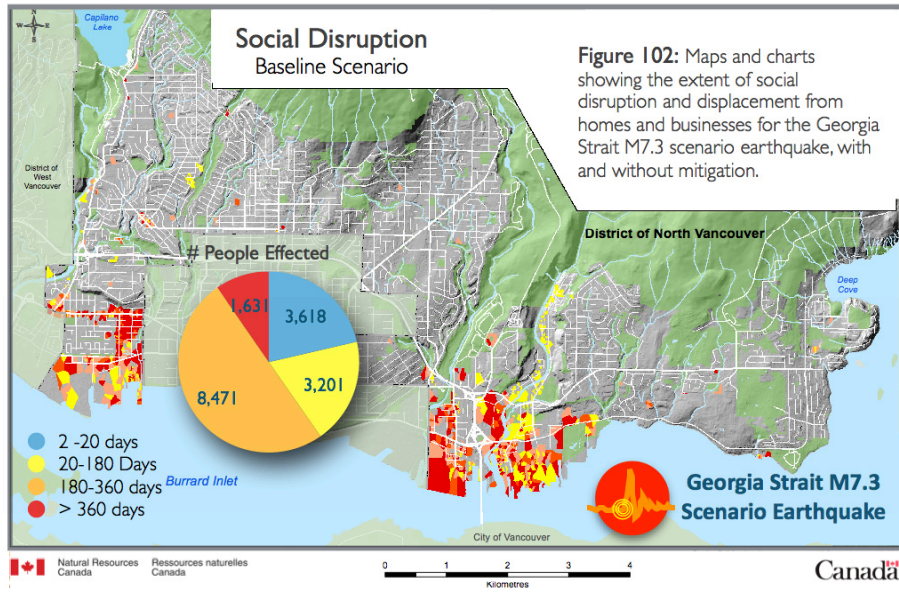 Capilano
Lake
N
W
E
S
Social Disruption
Baseline Scenario
Figure 102: Maps and charts
showing the extent of social
disruption and displacement from
homes and businesses for the Georgia
Strait M7.3 scenario earthquake, with
and without mitigation.
District of
West
Vancouver
District of North Vancouver
Deep
Cove
# People Effected
1,631
3,618
3,201
8,471
2 -20 days
20-180 Days
180-360 days
> 360 days
Burrard Inlet
Georgia Strait M7.3
Scenario Earthquake
City of Vancouver
Natural Resources
Canada
Ressources naturelles
Canada
0 1 2 3 4
Kilometres
Canada